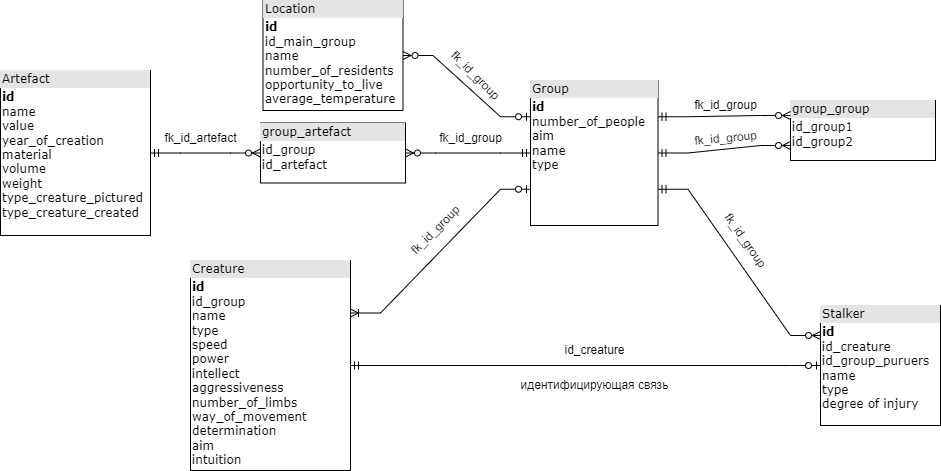 Location
id
id_main_group
name
number_of_residents
opportunity_to_live
average_temperature
fk_id_group
Artefact
id
name
value
year_of_creation
material
volume
weight
type_creature_pictured
type_creature_created
fk_id_artefact
group_artefact
id_group
id_artefact
fk_id_group
Group
id
number_of_people
aim
name
type
fk_id_group
fk_id_group
group_group
id_group1
id_group2
fk_id_group
fk_id_group
Creature
id
id_group
name
type
speed
power
intellect
aggressiveness
number_of_limbs
way_of_movement
determination
aim
intuition
id_creature
идентифицирующая связь
Stalker
id
id_creature
id_group_puruers
name
type
degree of injury